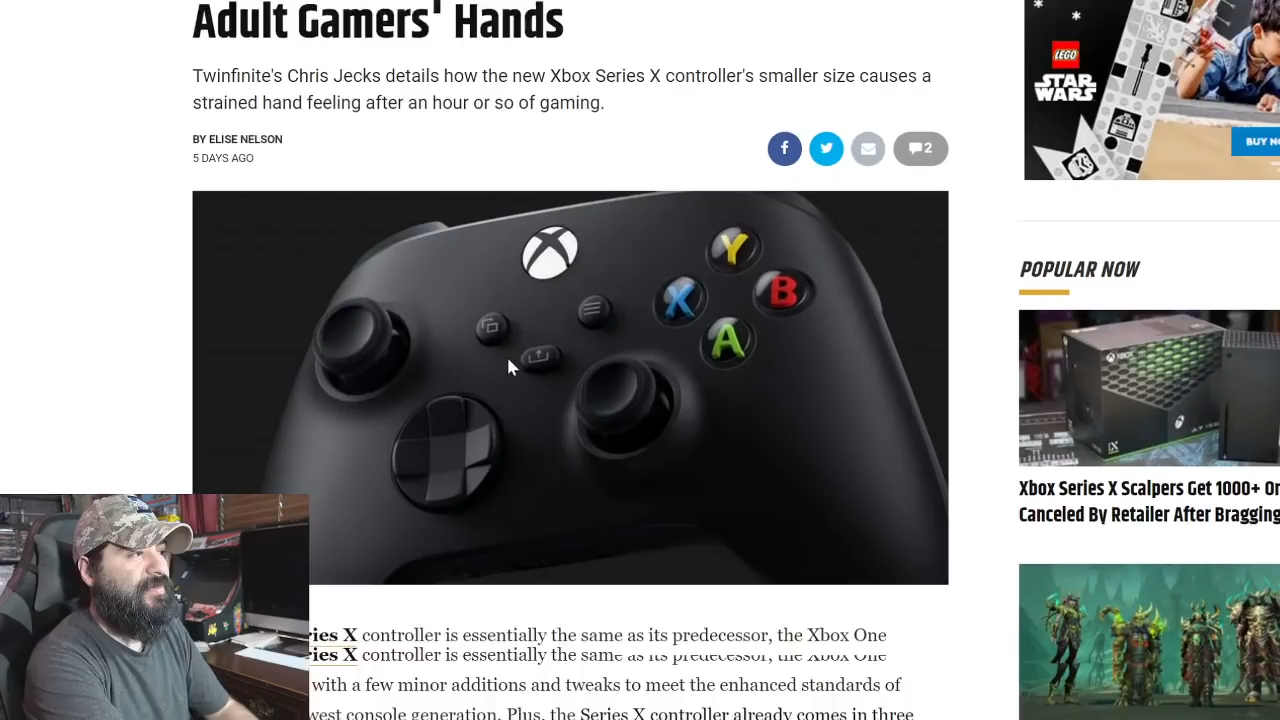 Adult Gamers' Hands
Twinfinite's Chris Jecks details how the new Xbox Series X controller's smaller size causes a
strained hand feeling after an hour or so of gaming.
BY ELISE NELSON
5 DAYS AGO
2
Y
X
B
A
ries X controller is essentially the same as its predecessor, the Xbox One
ries X controller is essentially the same as its predecessor, the Xbox One
with a few minor additions and tweaks to meet the enhanced standards of
west console generation. Plus, the Series X controller already comes in three
LEGO
STAR
WARS
BUY N
POPULAR NOW
XBOX
Xbox Series X Scalpers Get 1000+ Or
Canceled By Retailer After Bragging